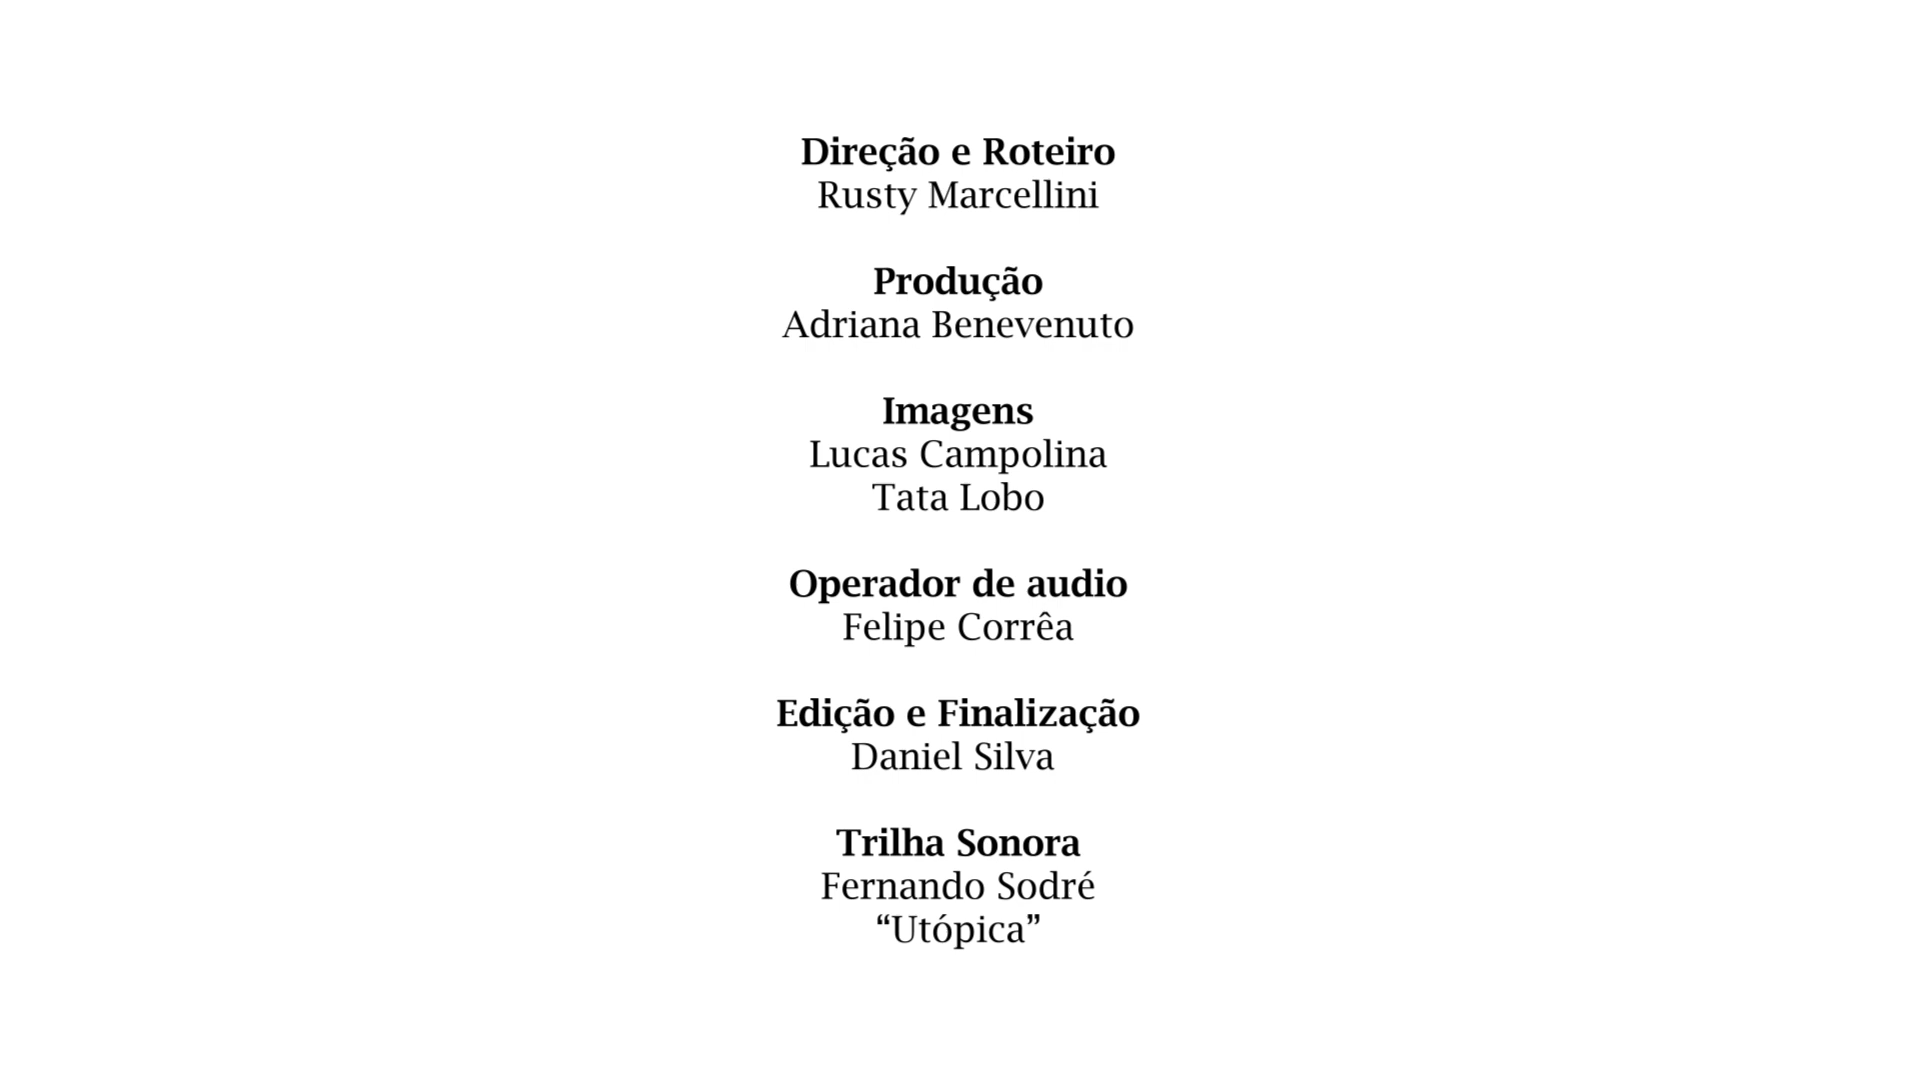 Direção e Roteiro
Rusty Marcellini
Produção
Adriana Benevenuto
Imagens
Lucas Campolina
Tata Lobo
Operador de audio
Felipe Corrêa
Edição e Finalização
Daniel Silva
Trilha Sonora
Fernando Sodré
“Utópica”